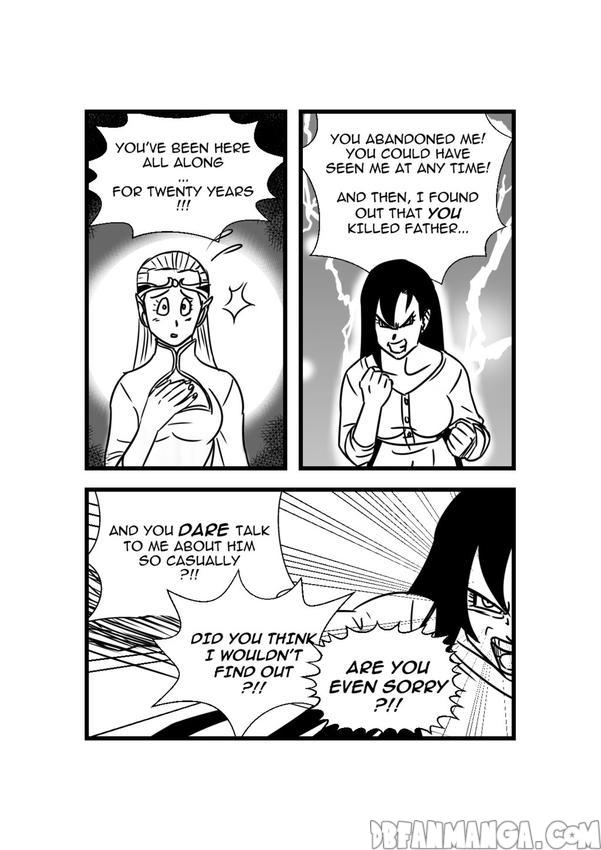 YOU'VE BEEN HERE
ALL ALONG
...
FOR TWENTY YEARS
!!!
YOU ABANDONED ME!
YOU COULD HAVE
SEEN ME AT ANY TIME!
AND THEN, I FOUND
OUT THAT YOU
KILLED FATHER...
AND YOU DARE TALK
TO ME ABOUT HIM
SO CASUALLY
?!!
DID YOU THINK
I WOULDN'T
FIND OUT
?!!
ARE YOU
EVEN SORRY
?!!
DBFANMANGA.COM